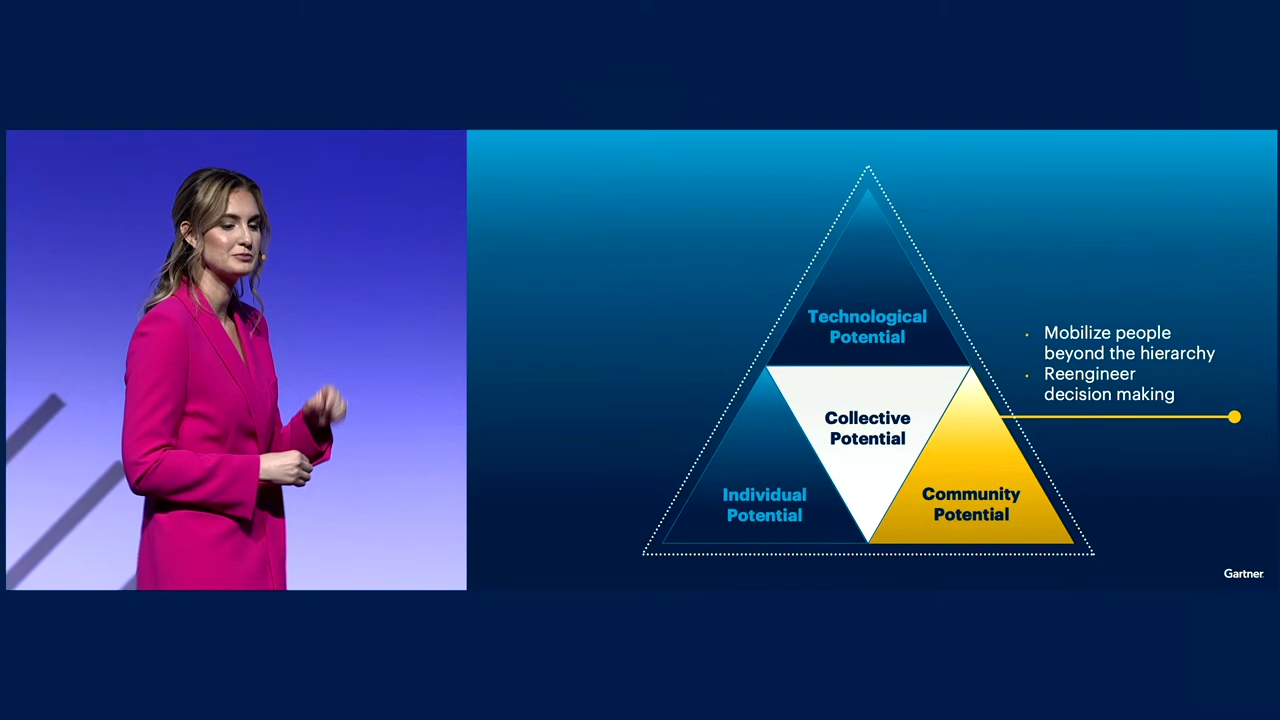 Technological
Potential
Collective
Potential
Individual
Potential
Community
Potential
· Mobilize people
beyond the hierarchy
· Reengineer
decision making
Gartner